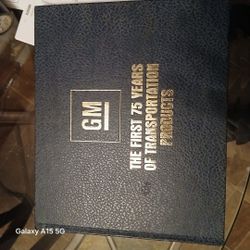 GM
THE FIRST 75 YEARS
OF TRANSPORTATION
PRODUCTS
Galaxy A15 5G